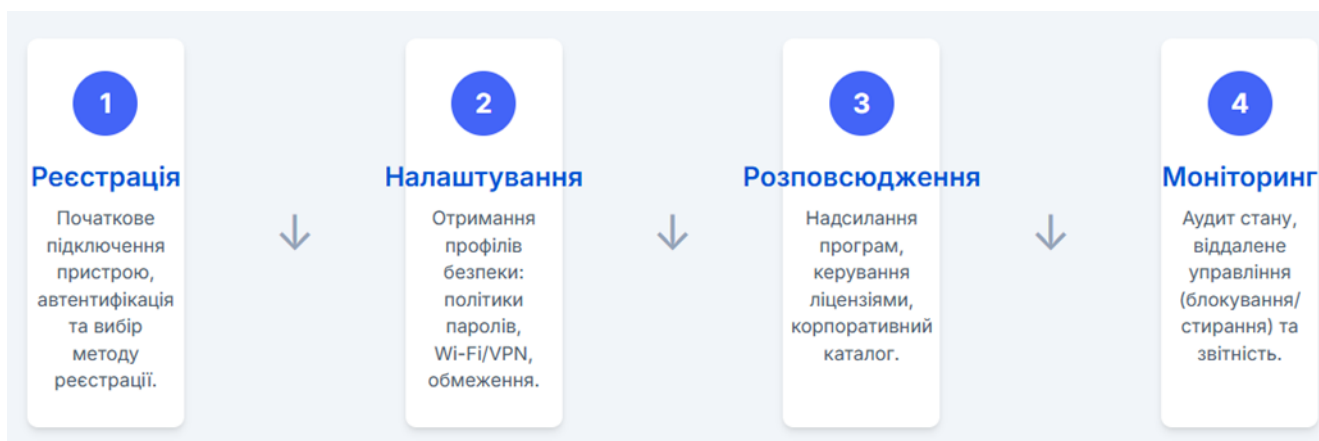 1
Реєстрація
Початкове
підключення
пристрою,
автентифікація
та вибір
методу
реєстрації.
2
Налаштування
Отримання
профілів
безпеки:
політики
паролів,
Wi-Fi/VPN,
обмеження.
3
Розповсюдження
Надсилання
програм,
керування
ліцензіями,
корпоративний
каталог.
4
Моніторинг
Аудит стану,
віддалене
управління
(блокування/
стирання) та
звітність.